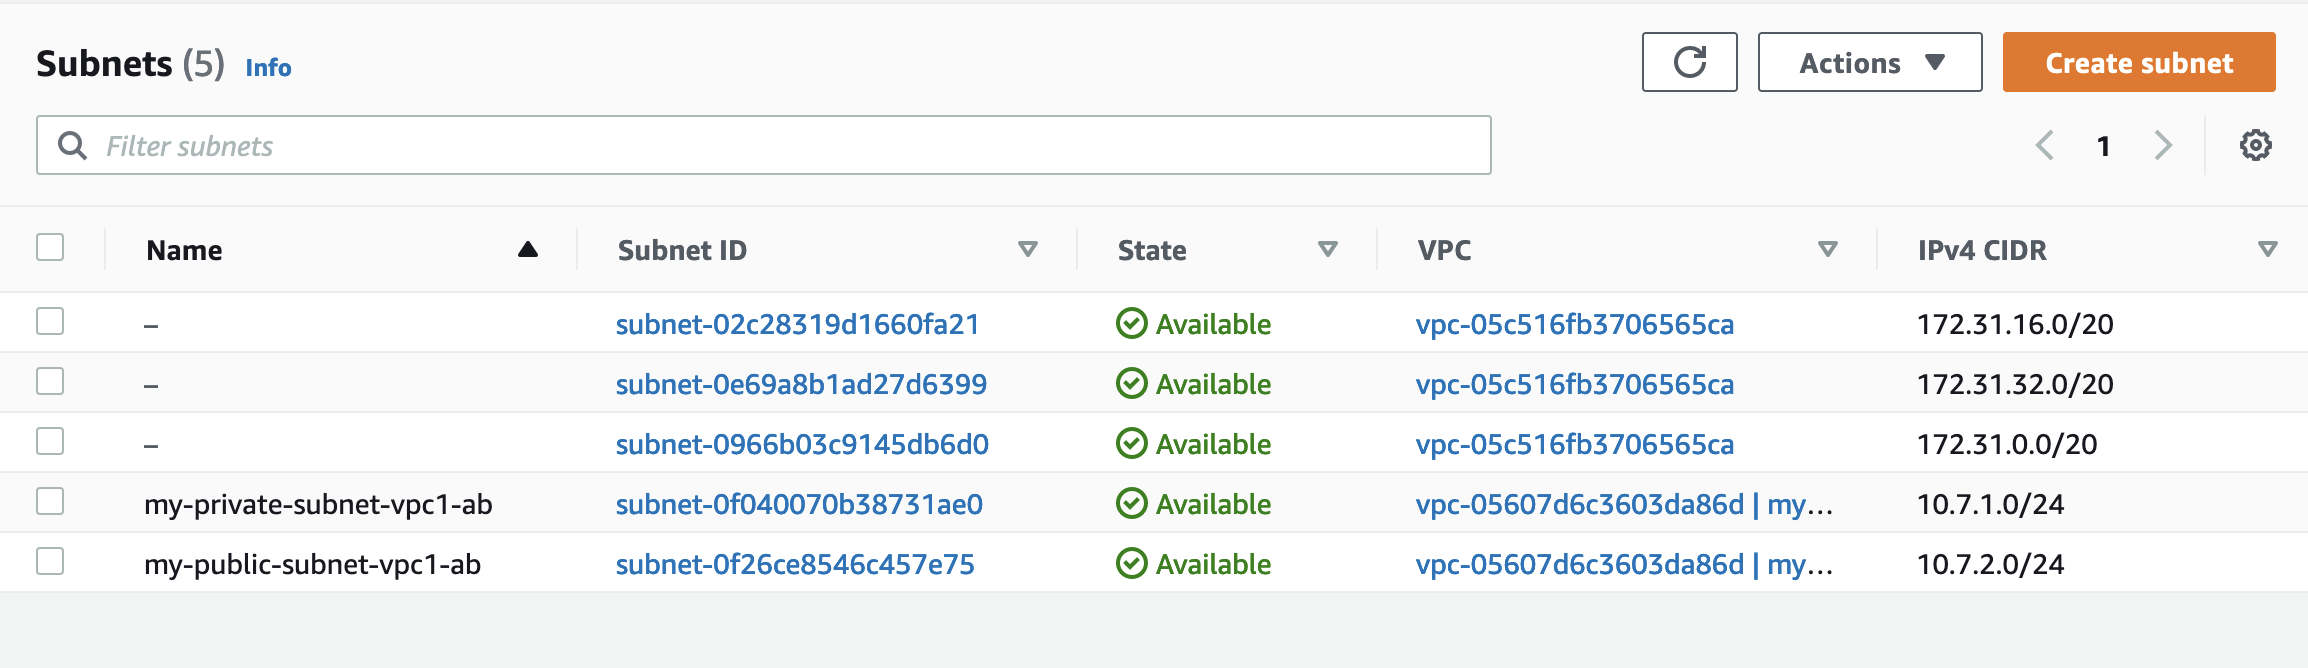 Subnets (5) Info
Actions
Create subnet
Filter subnets
1
Name Subnet ID State VPC IPv4 CIDR
– subnet-02c28319d1660fa21 Available vpc-05c516fb3706565ca 172.31.16.0/20
– subnet-0e69a8b1ad27d6399 Available vpc-05c516fb3706565ca 172.31.32.0/20
– subnet-0966b03c9145db6d0 Available vpc-05c516fb3706565ca 172.31.0.0/20
my-private-subnet-vpc1-ab subnet-0f040070b38731ae0 Available vpc-05607d6c3603da86d | my... 10.7.1.0/24
my-public-subnet-vpc1-ab subnet-0f26ce8546c457e75 Available vpc-05607d6c3603da86d | my... 10.7.2.0/24